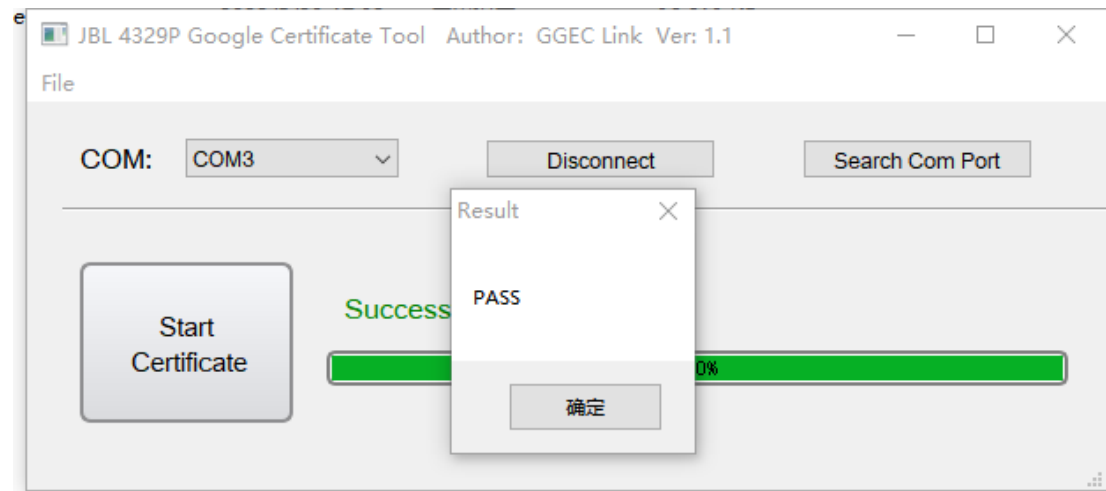 JBL 4329P Google Certificate Tool Author: GGEC Link Ver: 1.1
File
COM: COM3 Disconnect Search Com Port
Result
PASS
Success
Start
Certificate
0%
确定